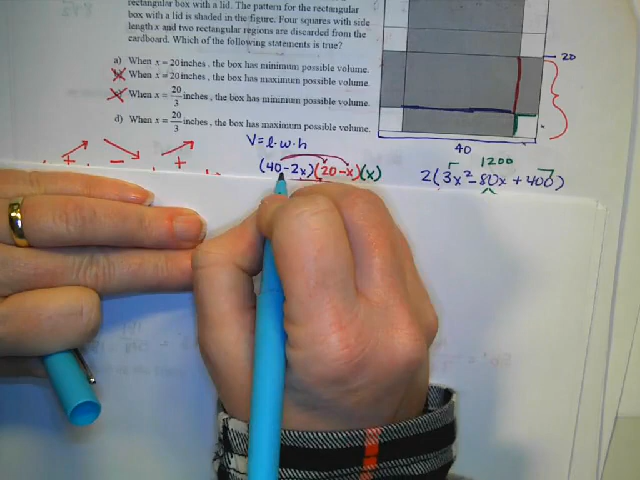 rectangular box with a lid. The pattern for the rectangular
box with a lid is shaded in the figure. Four squares with side
length x and two rectangular regions are discarded from the
cardboard. Which of the following statements is true?
a) When x = 20 inches, the box has minimum possible volume.
When x = 20 inches, the box has maximum possible volume.
When x = 20/3 inches, the box has minimum possible volume.
d) When x = 20/3 inches, the box has maximum possible volume.
20
40
V = l · w · h
+ − +
(40-2x)(20-x)(x)
1200
2(3x²-80x+400)